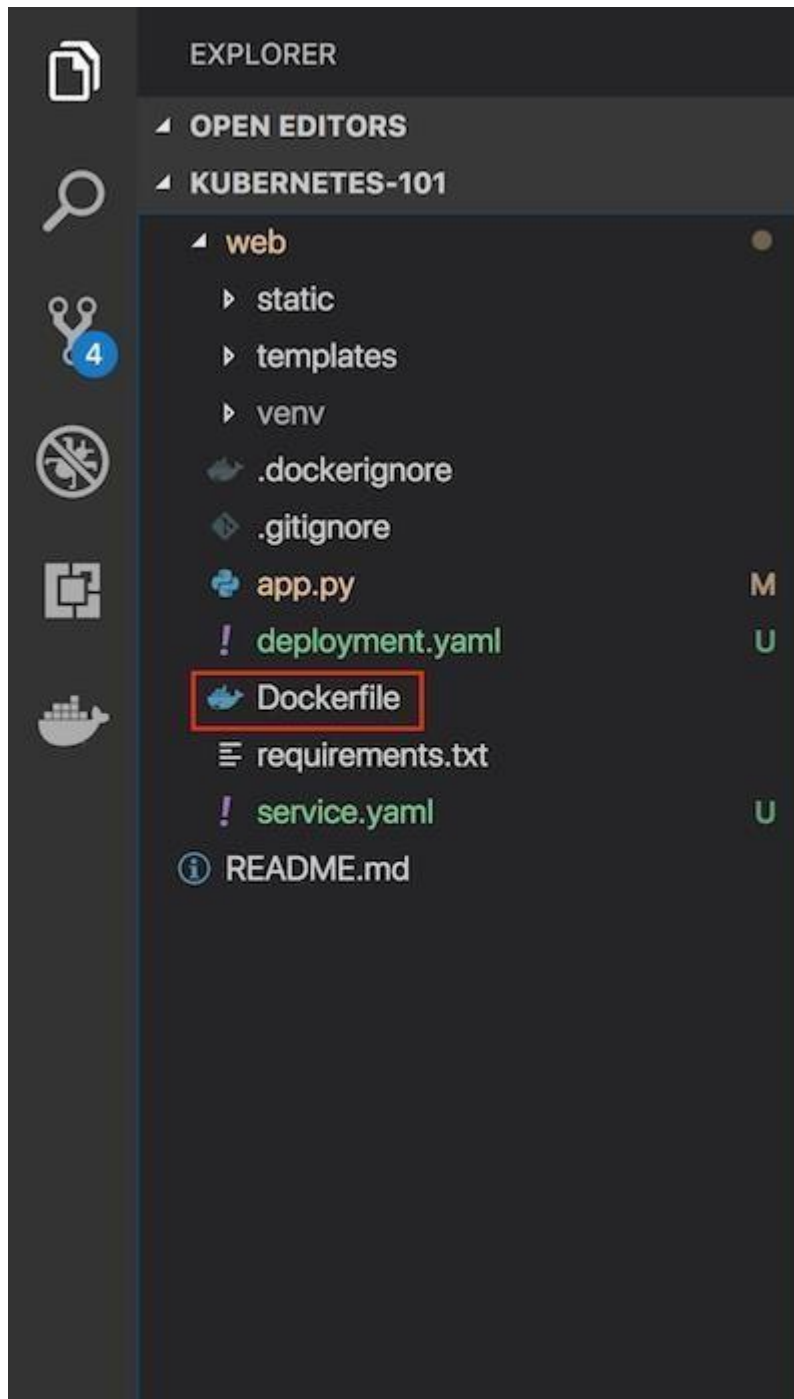 EXPLORER
OPEN EDITORS
KUBERNETES-101
web
static
templates
4
venv
.dockerignore
.gitignore
app.py M
deployment.yaml U
Dockerfile
requirements.txt
service.yaml U
README.md